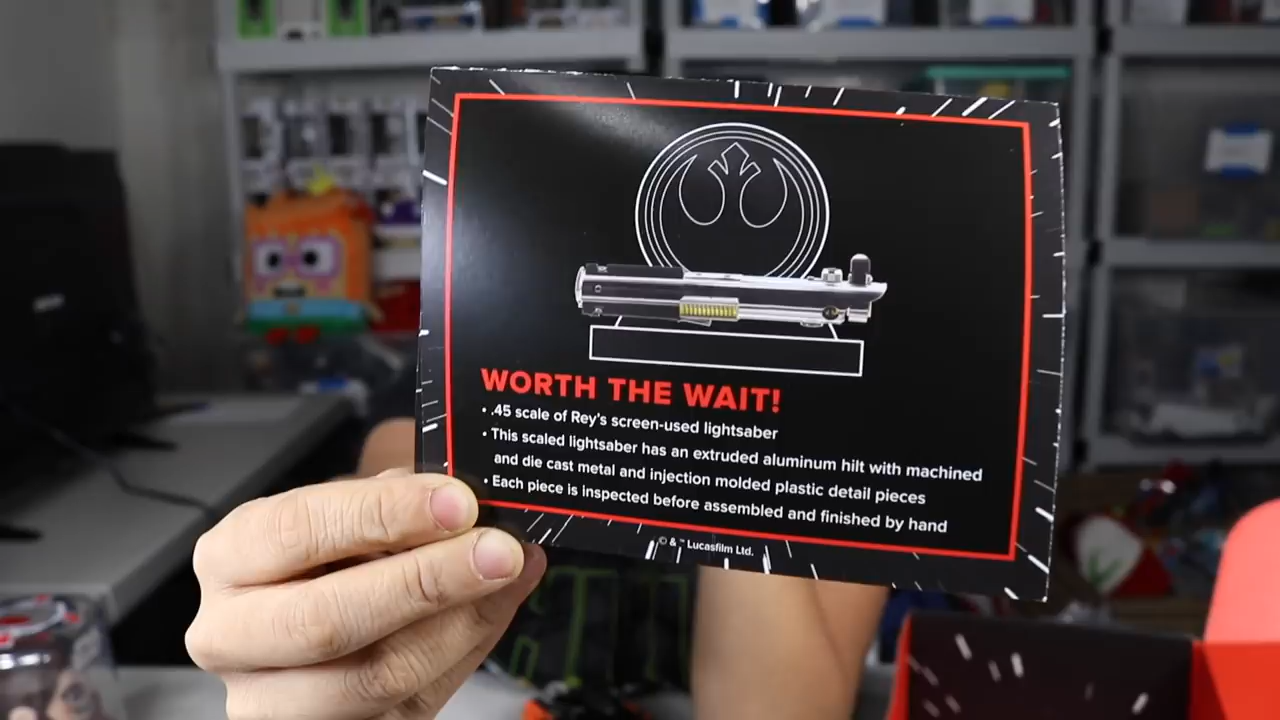 WORTH THE WAIT!
• .45 scale of Rey's screen-used lightsaber
• This scaled lightsaber has an extruded aluminum hilt with machined
and die cast metal and injection molded plastic detail pieces
• Each piece is inspected before assembled and finished by hand
© & ™ Lucasfilm Ltd.